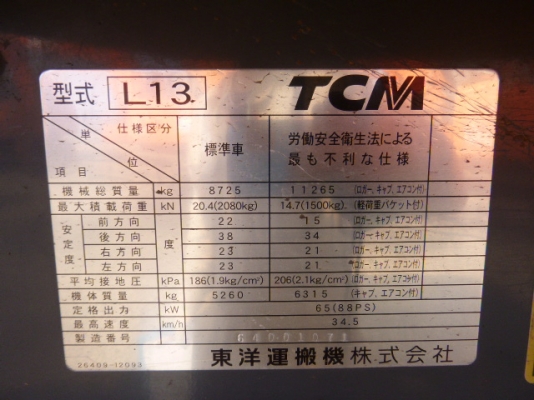 型式 L13 TCM
単位 仕様区分 項目 標準車 労働安全衛生法による最も不利な仕様
機械総質量 kg 8725 11265 (ロガー、キャブ、エアコン付)
最大積載荷重 kN 20.4(2080kg) 14.7(1500kg) (軽荷重バケット付)
安定度 前方向 度 22 15 (ロガー、キャブ、エアコン付)
後方向 38 34 (ロガー、キャブ、エアコン付)
右方向 23 21 (ロガー、キャブ、エアコン付)
左方向 23 21 (ロガー、キャブ、エアコン付)
平均接地圧 kPa 186(1.9kg/cm²) 206(2.1kg/cm²) (ロガー、キャブ、エアコン付)
機体質量 kg 5260 6315 (キャブ、エアコン付)
定格出力 kW 65(88PS)
最高速度 km/h 34.5
製造番号
東洋運搬機株式会社
26409-12093